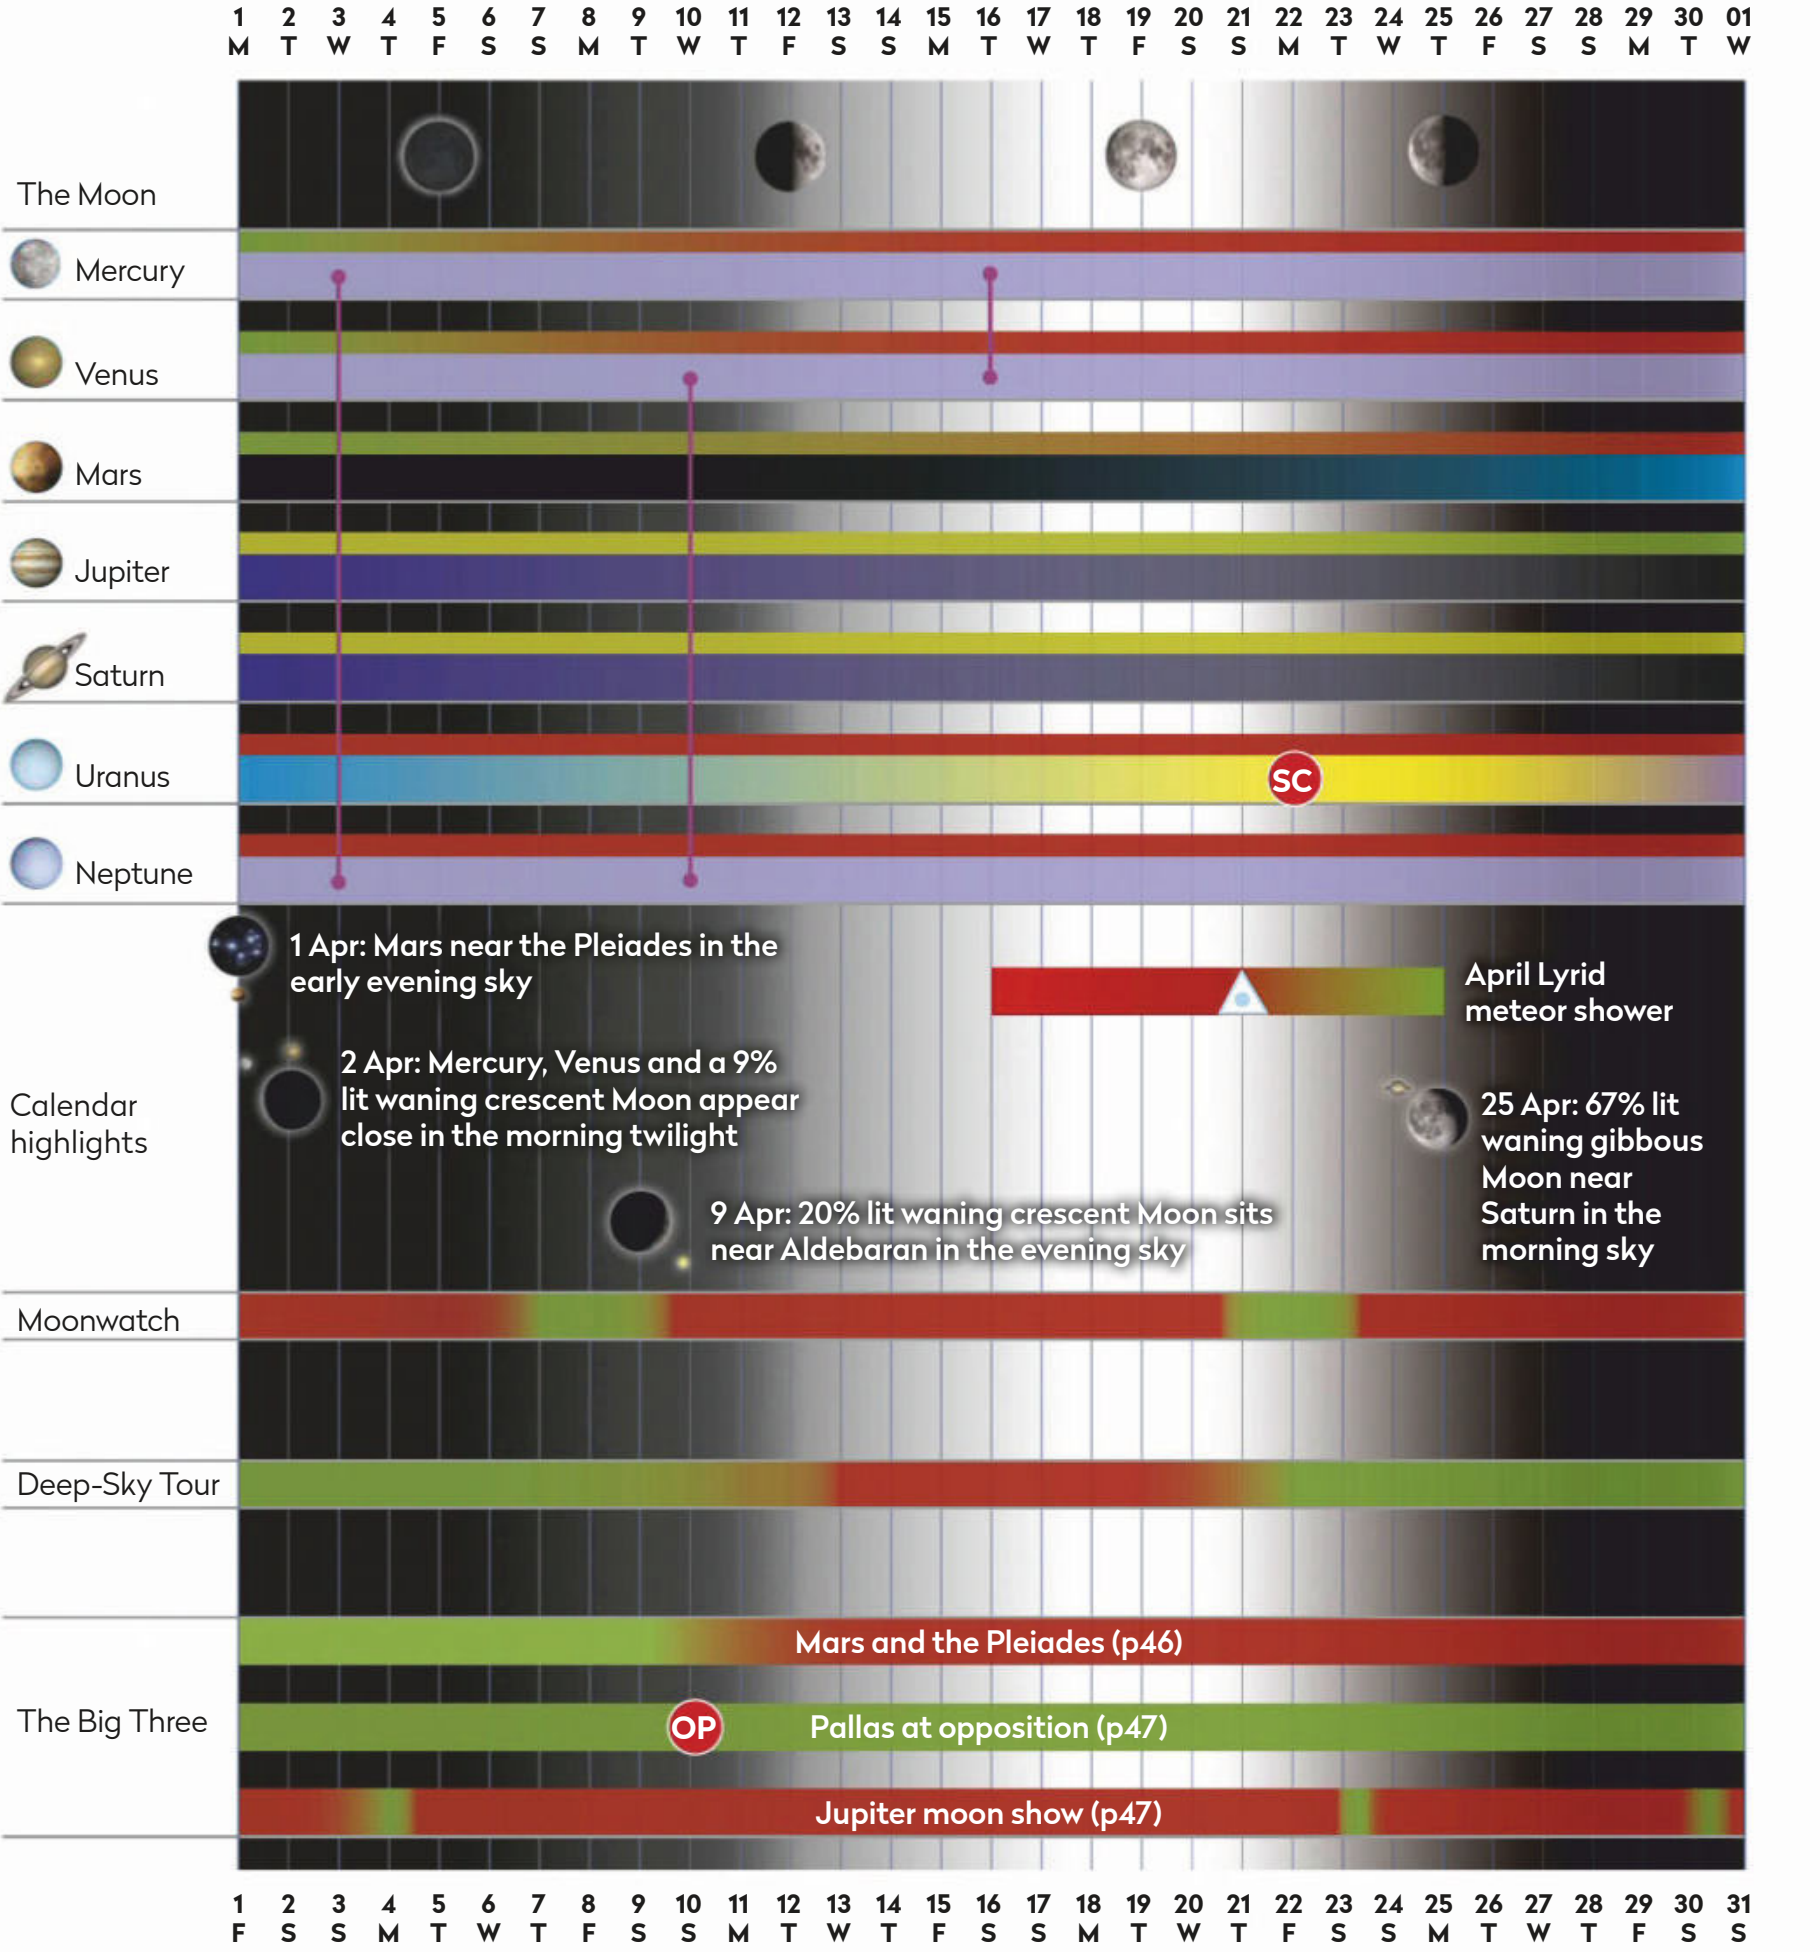 1 2 3 4 5 6 7 8 9 10 11 12 13 14 15 16 17 18 19 20 21 22 23 24 25 26 27 28 29 30 01
M T W T F S S M T W T F S S M T W T F S S M T W T F S S M T W
The Moon
Mercury
Venus
Mars
Jupiter
Saturn
Uranus
SC
Neptune
Calendar
highlights
1 Apr: Mars near the Pleiades in the
early evening sky
2 Apr: Mercury, Venus and a 9%
lit waning crescent Moon appear
close in the morning twilight
9 Apr: 20% lit waning crescent Moon sits
near Aldebaran in the evening sky
April Lyrid
meteor shower
25 Apr: 67% lit
waning gibbous
Moon near
Saturn in the
morning sky
Moonwatch
Deep-Sky Tour
The Big Three
Mars and the Pleiades (p46)
OP
Pallas at opposition (p47)
Jupiter moon show (p47)
1 2 3 4 5 6 7 8 9 10 11 12 13 14 15 16 17 18 19 20 21 22 23 24 25 26 27 28 29 30 31
F S S M T W T F S S M T W T F S S M T W T F S S M T W T F S S